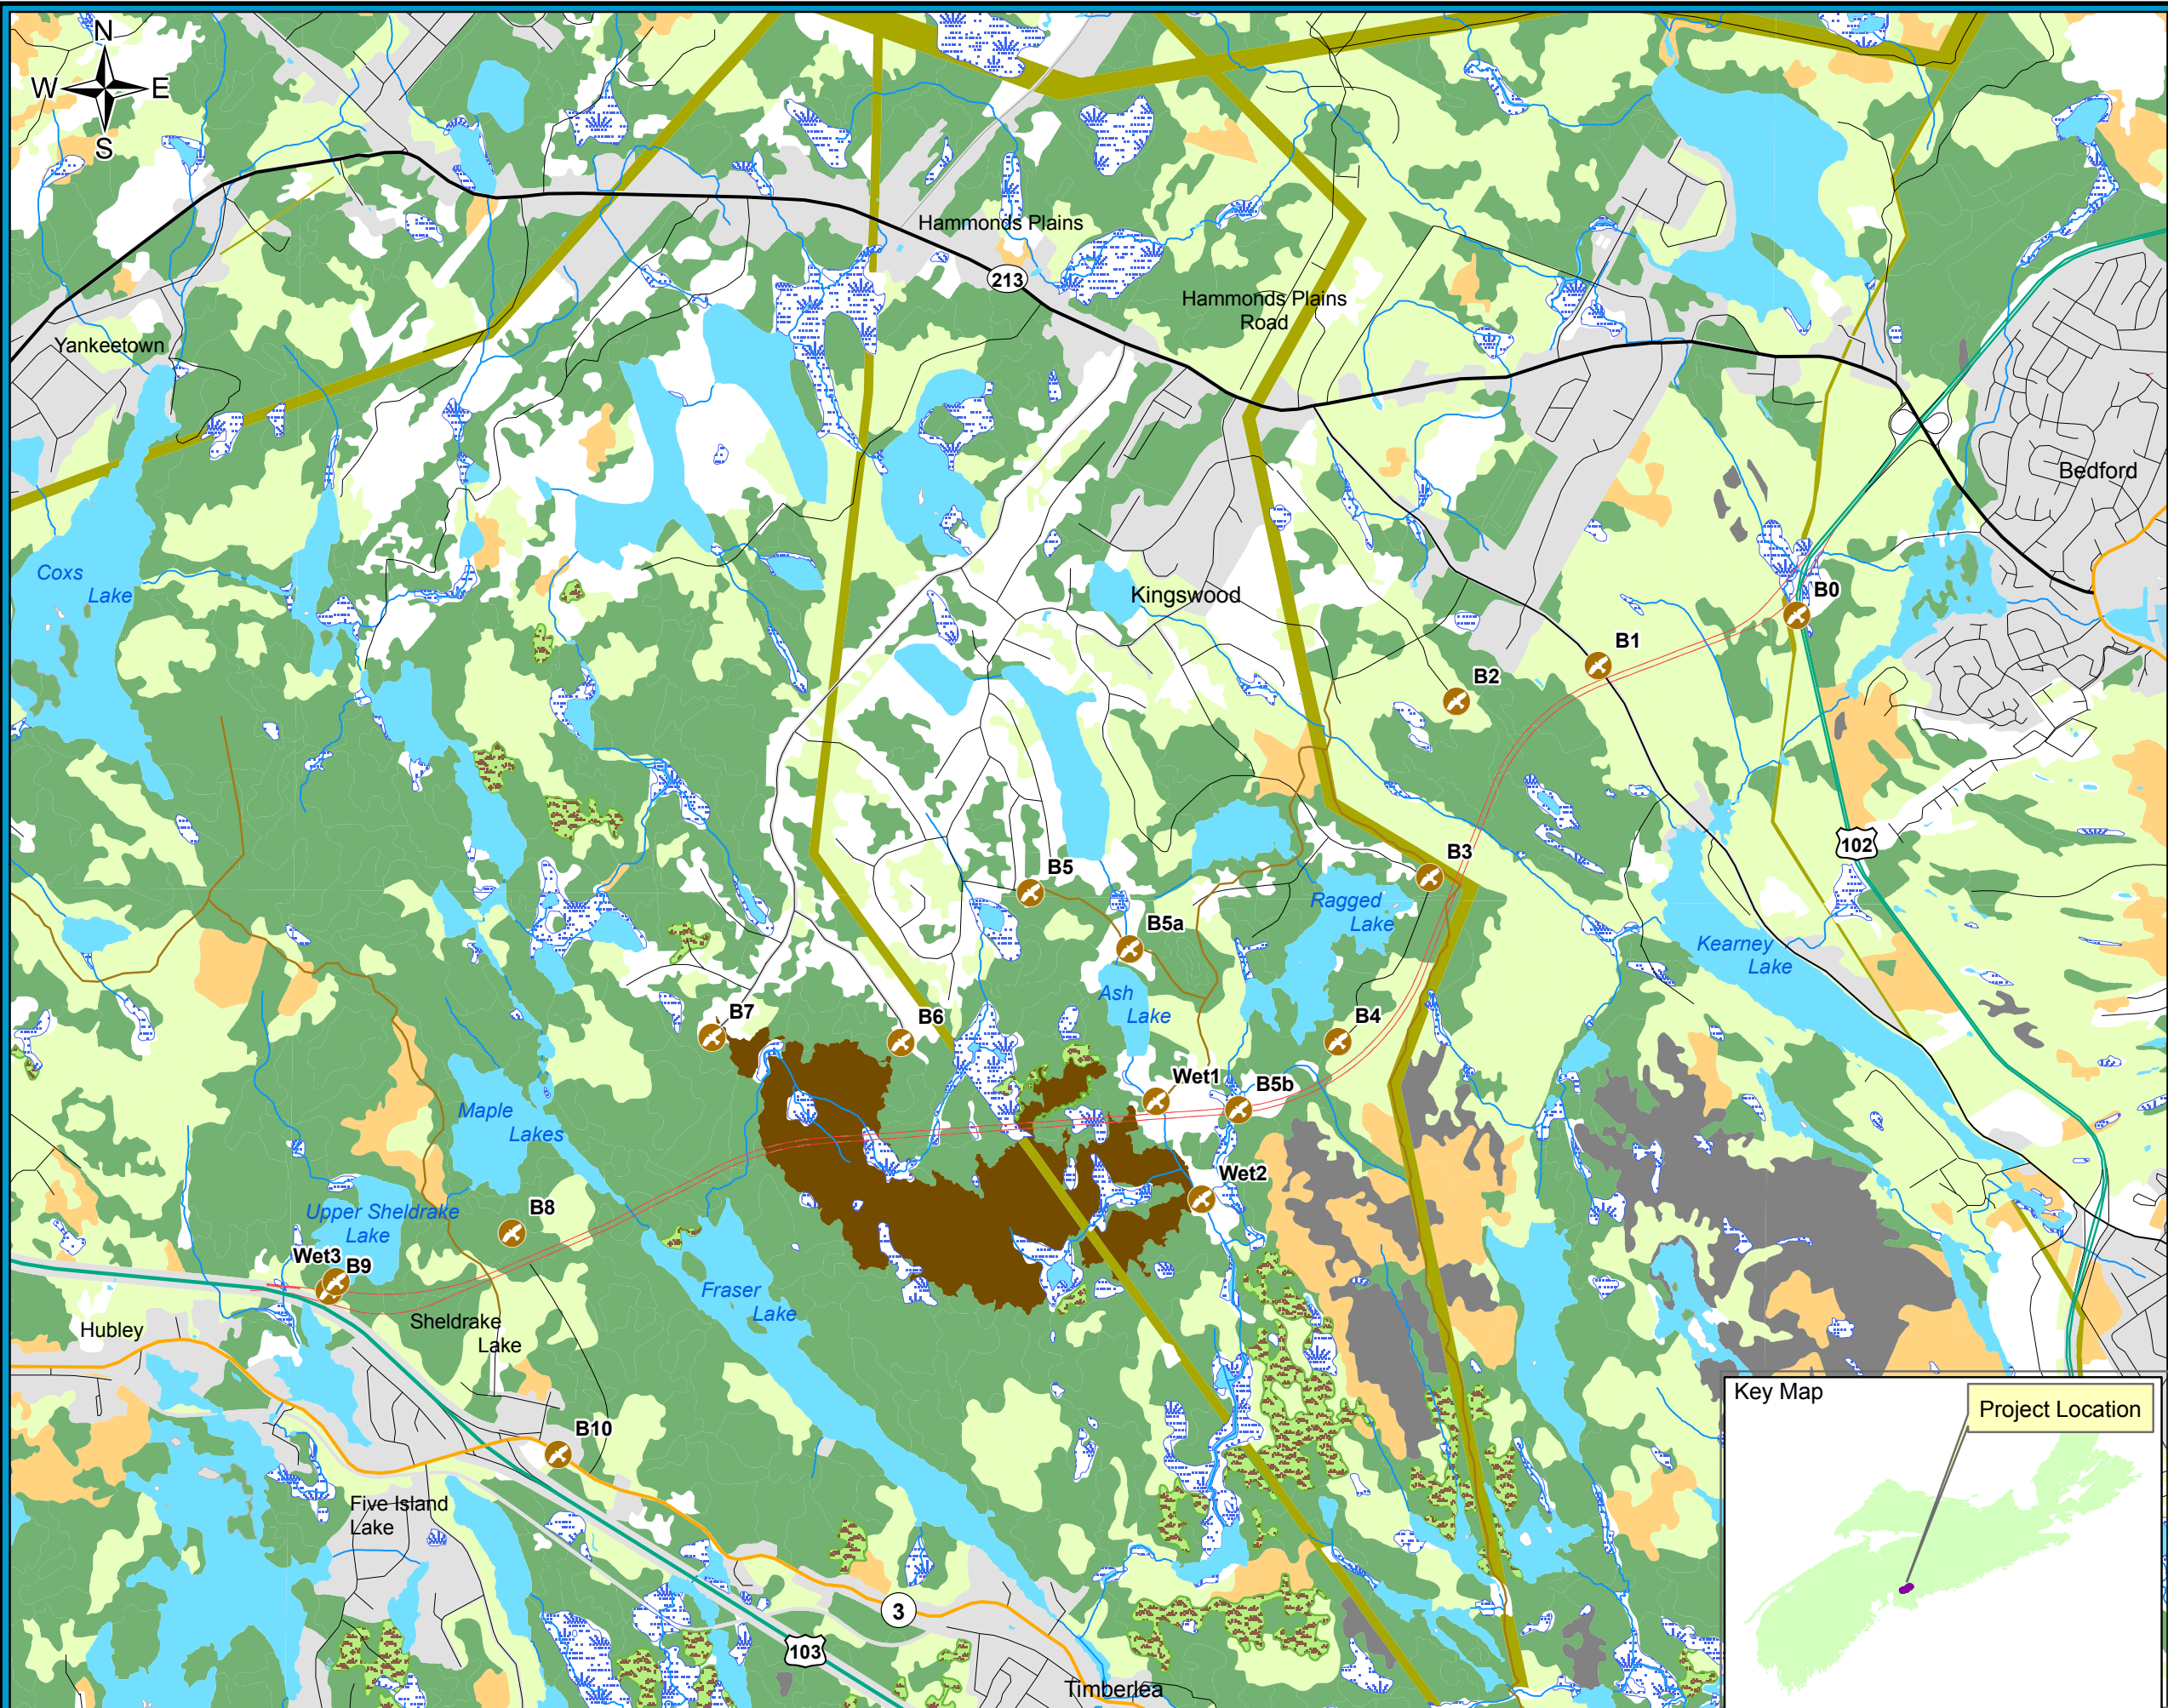 N
W E
S
Hammonds Plains
213
Hammonds Plains
Road
Yankeetown
Bedford
Coxs
Lake
Kingswood
B0
B1
B2
102
B3
B5
Ragged
Lake
B5a
Kearney
Lake
Ash
Lake
B7
B6
B4
Wet1
B5b
Maple
Lakes
Wet2
Upper Sheldrake
Lake
B8
Wet3
B9
Fraser
Lake
Hubley
Sheldrake
Lake
Key Map
Project Location
B10
Five Island
Lake
3
103
Timberlea